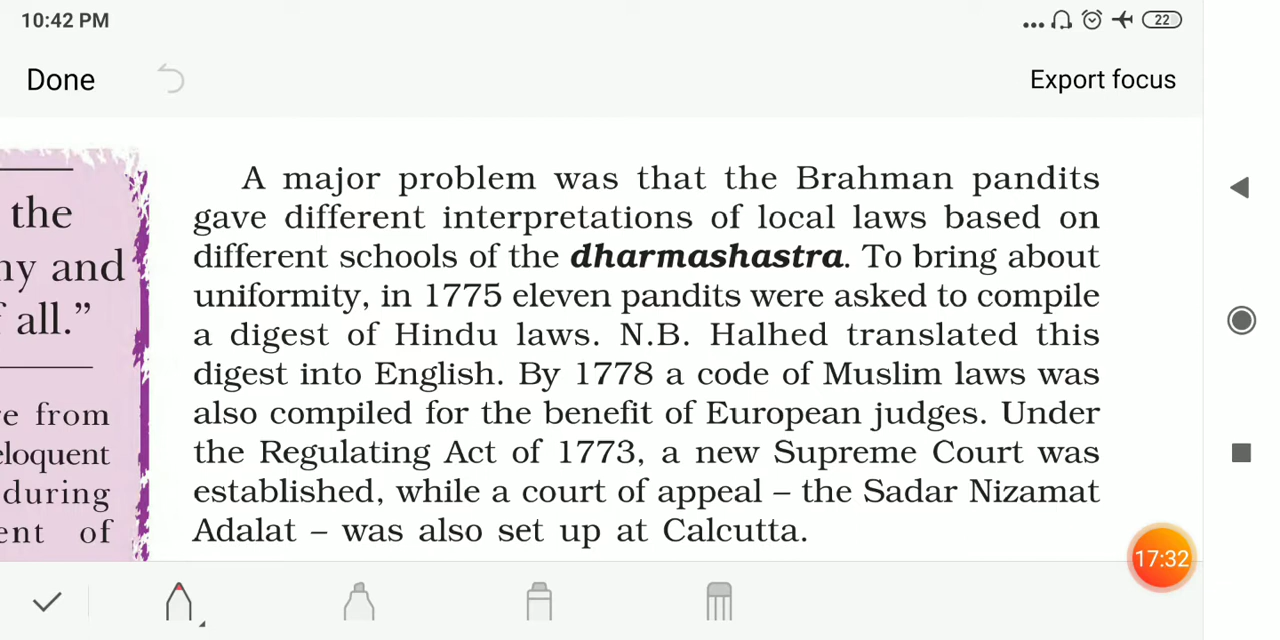 10:42 PM
22
Done
Export focus
the
ny and
all.”
re from
eloquent
during
ent of
A major problem was that the Brahman pandits
gave different interpretations of local laws based on
different schools of the dharmashastra. To bring about
uniformity, in 1775 eleven pandits were asked to compile
a digest of Hindu laws. N.B. Halhed translated this
digest into English. By 1778 a code of Muslim laws was
also compiled for the benefit of European judges. Under
the Regulating Act of 1773, a new Supreme Court was
established, while a court of appeal – the Sadar Nizamat
Adalat – was also set up at Calcutta.
17:32